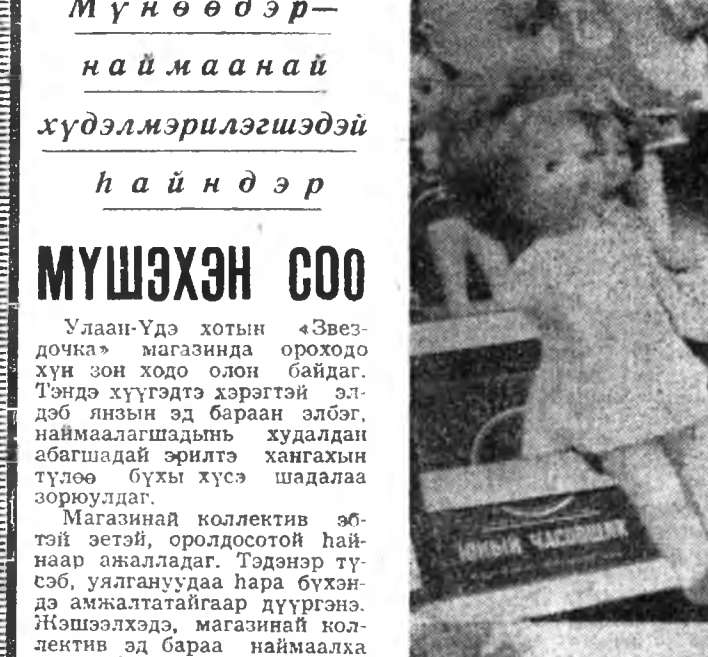 Мүнөөдэр—
наймаанай
хүдэлмэрилэгшэдэй
һайндэр
МҮШЭХЭН СОО
Улаан-Үдэ хотын «Звез-
дочка» магазинда ороходо
хүн зон ходо олон байдаг.
Тэндэ хүүгэдтэ хэрэгтэй эл-
дэб янзын эд бараан элбэг,
наймаалагшадынь худалдан
абагшадай эрилтэ хангахын
түлөө бүхы хүсэ шадалаа
зорюулдаг.
Магазинай коллектив эб-
тэй эетэй, оролдосотой һай-
наар ажалладаг. Тэдэнэр тү-
сэб, уялгануудаа һара бүхэн-
дэ амжалтатайгаар дүүргэнэ.
Жэшээлхэдэ, магазинай кол-
лектив эд бараа наймаалха
ЮНЫЙ ЧАСОВЩИК